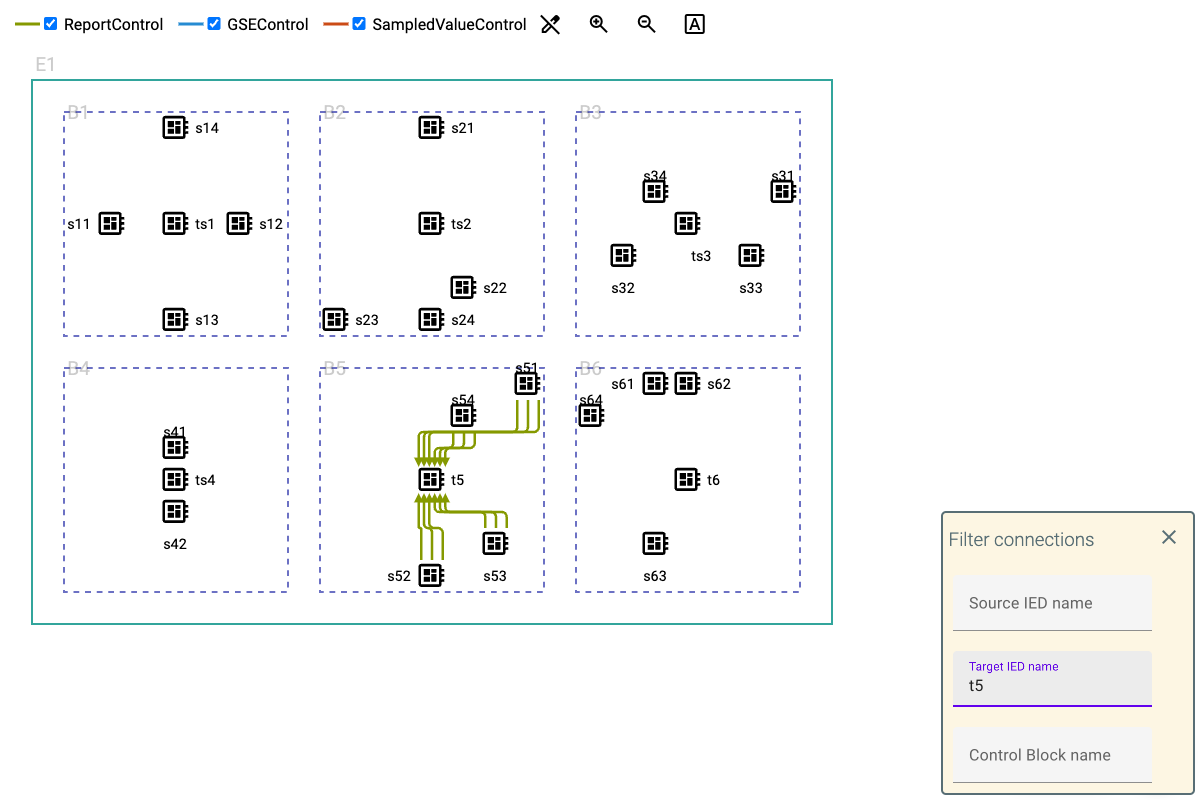 ReportControl GSEControl SampledValueControl A
E1
B1 B2 B3
s14 s21
s34 s31
s11 ts1 s12 ts2 ts3
s32 s33
s22
s13 s23 s24
B4 B5 B6
s51 s61 s62
s54 s64
s41
ts4 t5 t6
s42
s52 s53 s63
Filter connections
Source IED name
Target IED name
t5
Control Block name